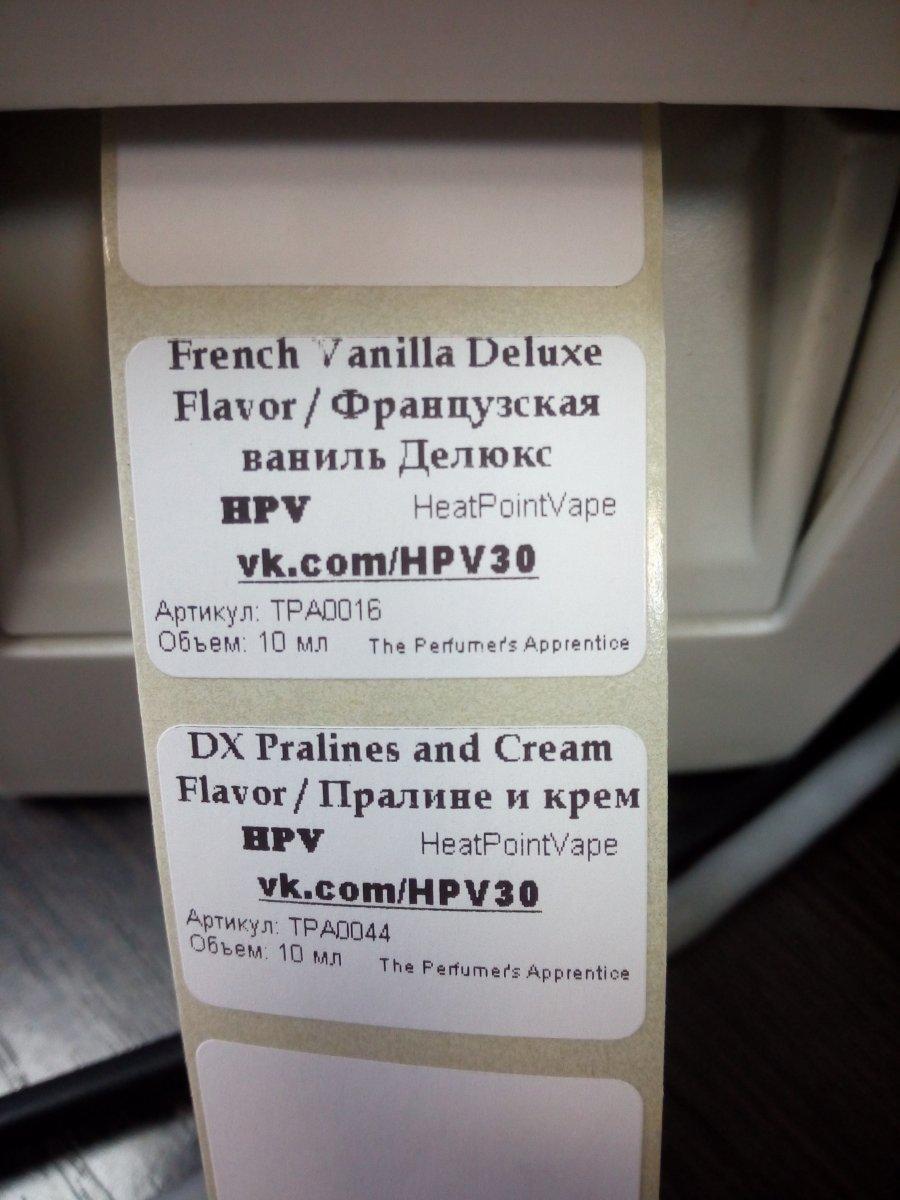 French Vanilla Deluxe
Flavor / Французская
ваниль Делюкс
HPV HeatPointVape
vk.com/HPV30
Артикул: TPA0016
Объем: 10 мл The Perfumer's Apprentice
DX Pralines and Cream
Flavor / Пралине и крем
HPV HeatPointVape
vk.com/HPV30
Артикул: TPA0044
Объем: 10 мл The Perfumer's Apprentice